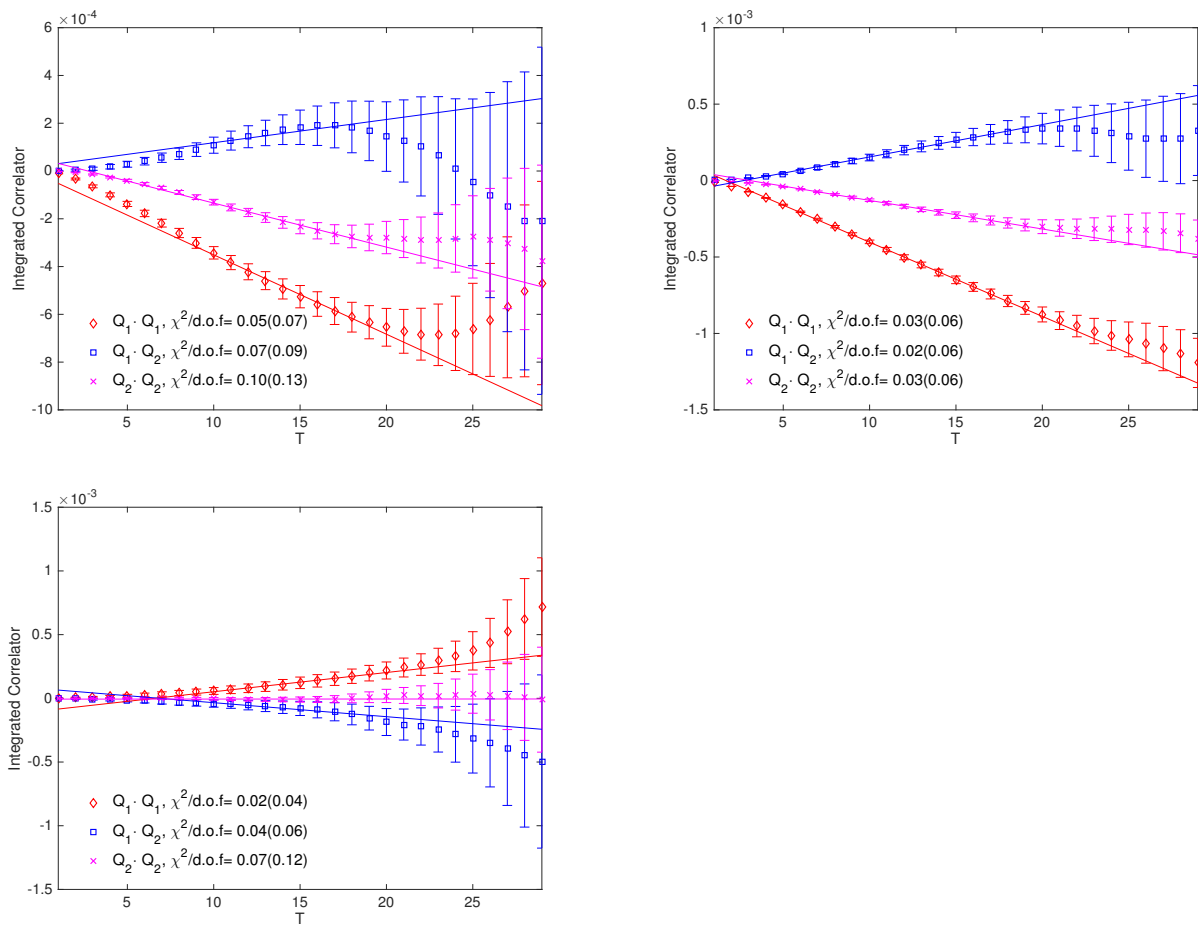 ×10⁻⁴
6
4
2
0
-2
-4
-6
-8
-10
Integrated Correlator
Q₁· Q₁, χ²/d.o.f= 0.05(0.07)
Q₁· Q₂, χ²/d.o.f= 0.07(0.09)
Q₂· Q₂, χ²/d.o.f= 0.10(0.13)
5 10 15 20 25
T
×10⁻³
1
0.5
0
-0.5
-1
-1.5
Integrated Correlator
Q₁· Q₁, χ²/d.o.f= 0.03(0.06)
Q₁· Q₂, χ²/d.o.f= 0.02(0.06)
Q₂· Q₂, χ²/d.o.f= 0.03(0.06)
5 10 15 20 25
T
×10⁻³
1.5
1
0.5
0
-0.5
-1
-1.5
Integrated Correlator
Q₁· Q₁, χ²/d.o.f= 0.02(0.04)
Q₁· Q₂, χ²/d.o.f= 0.04(0.06)
Q₂· Q₂, χ²/d.o.f= 0.07(0.12)
5 10 15 20 25
T